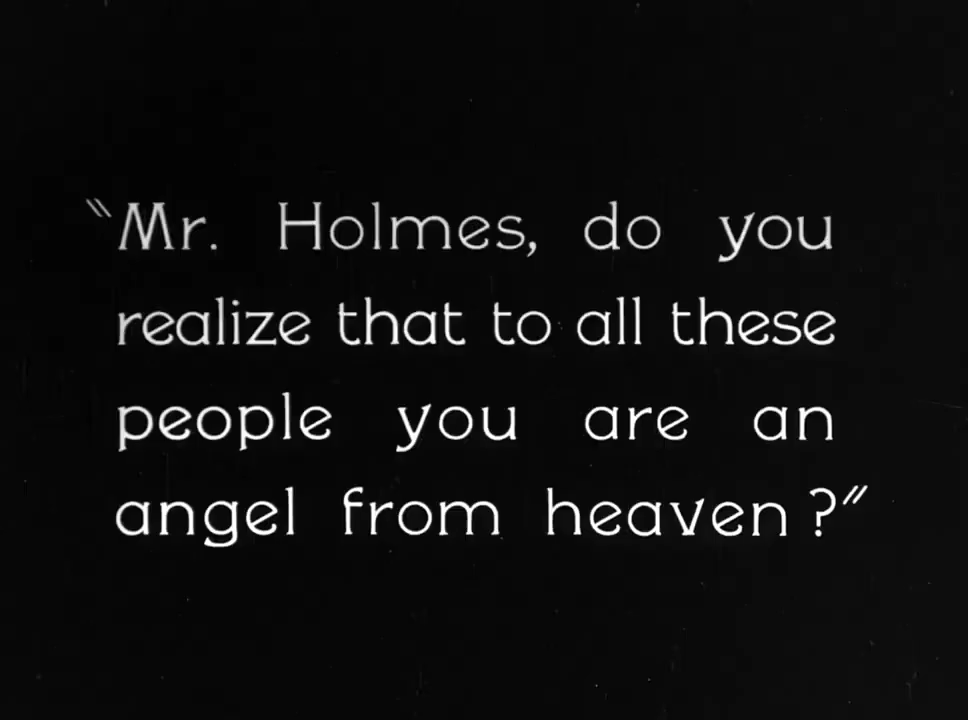 “Mr. Holmes, do you
realize that to all these
people you are an
angel from heaven?”